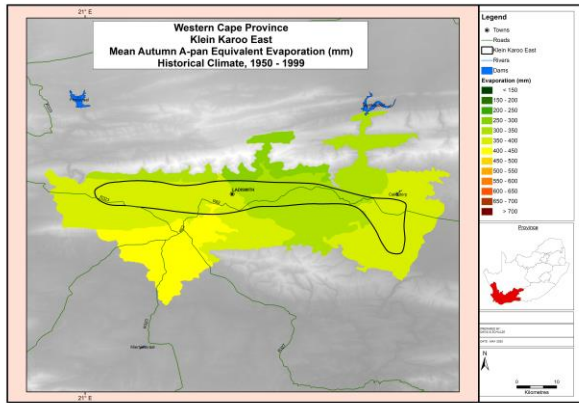 Western Cape Province
Klein Karoo East
Mean Autumn A-pan Equivalent Evaporation (mm)
Historical Climate, 1950 - 1999
21° E
LADISMITH
21° E
Legend
Towns
Roads
Klein Karoo East
Rivers
Dams
Evaporation (mm)
< 150
150 - 200
200 - 250
250 - 300
300 - 350
350 - 400
400 - 450
450 - 500
500 - 550
550 - 600
600 - 650
650 - 700
> 700
Province
PREPARED BY
N
0
10
Kilometres